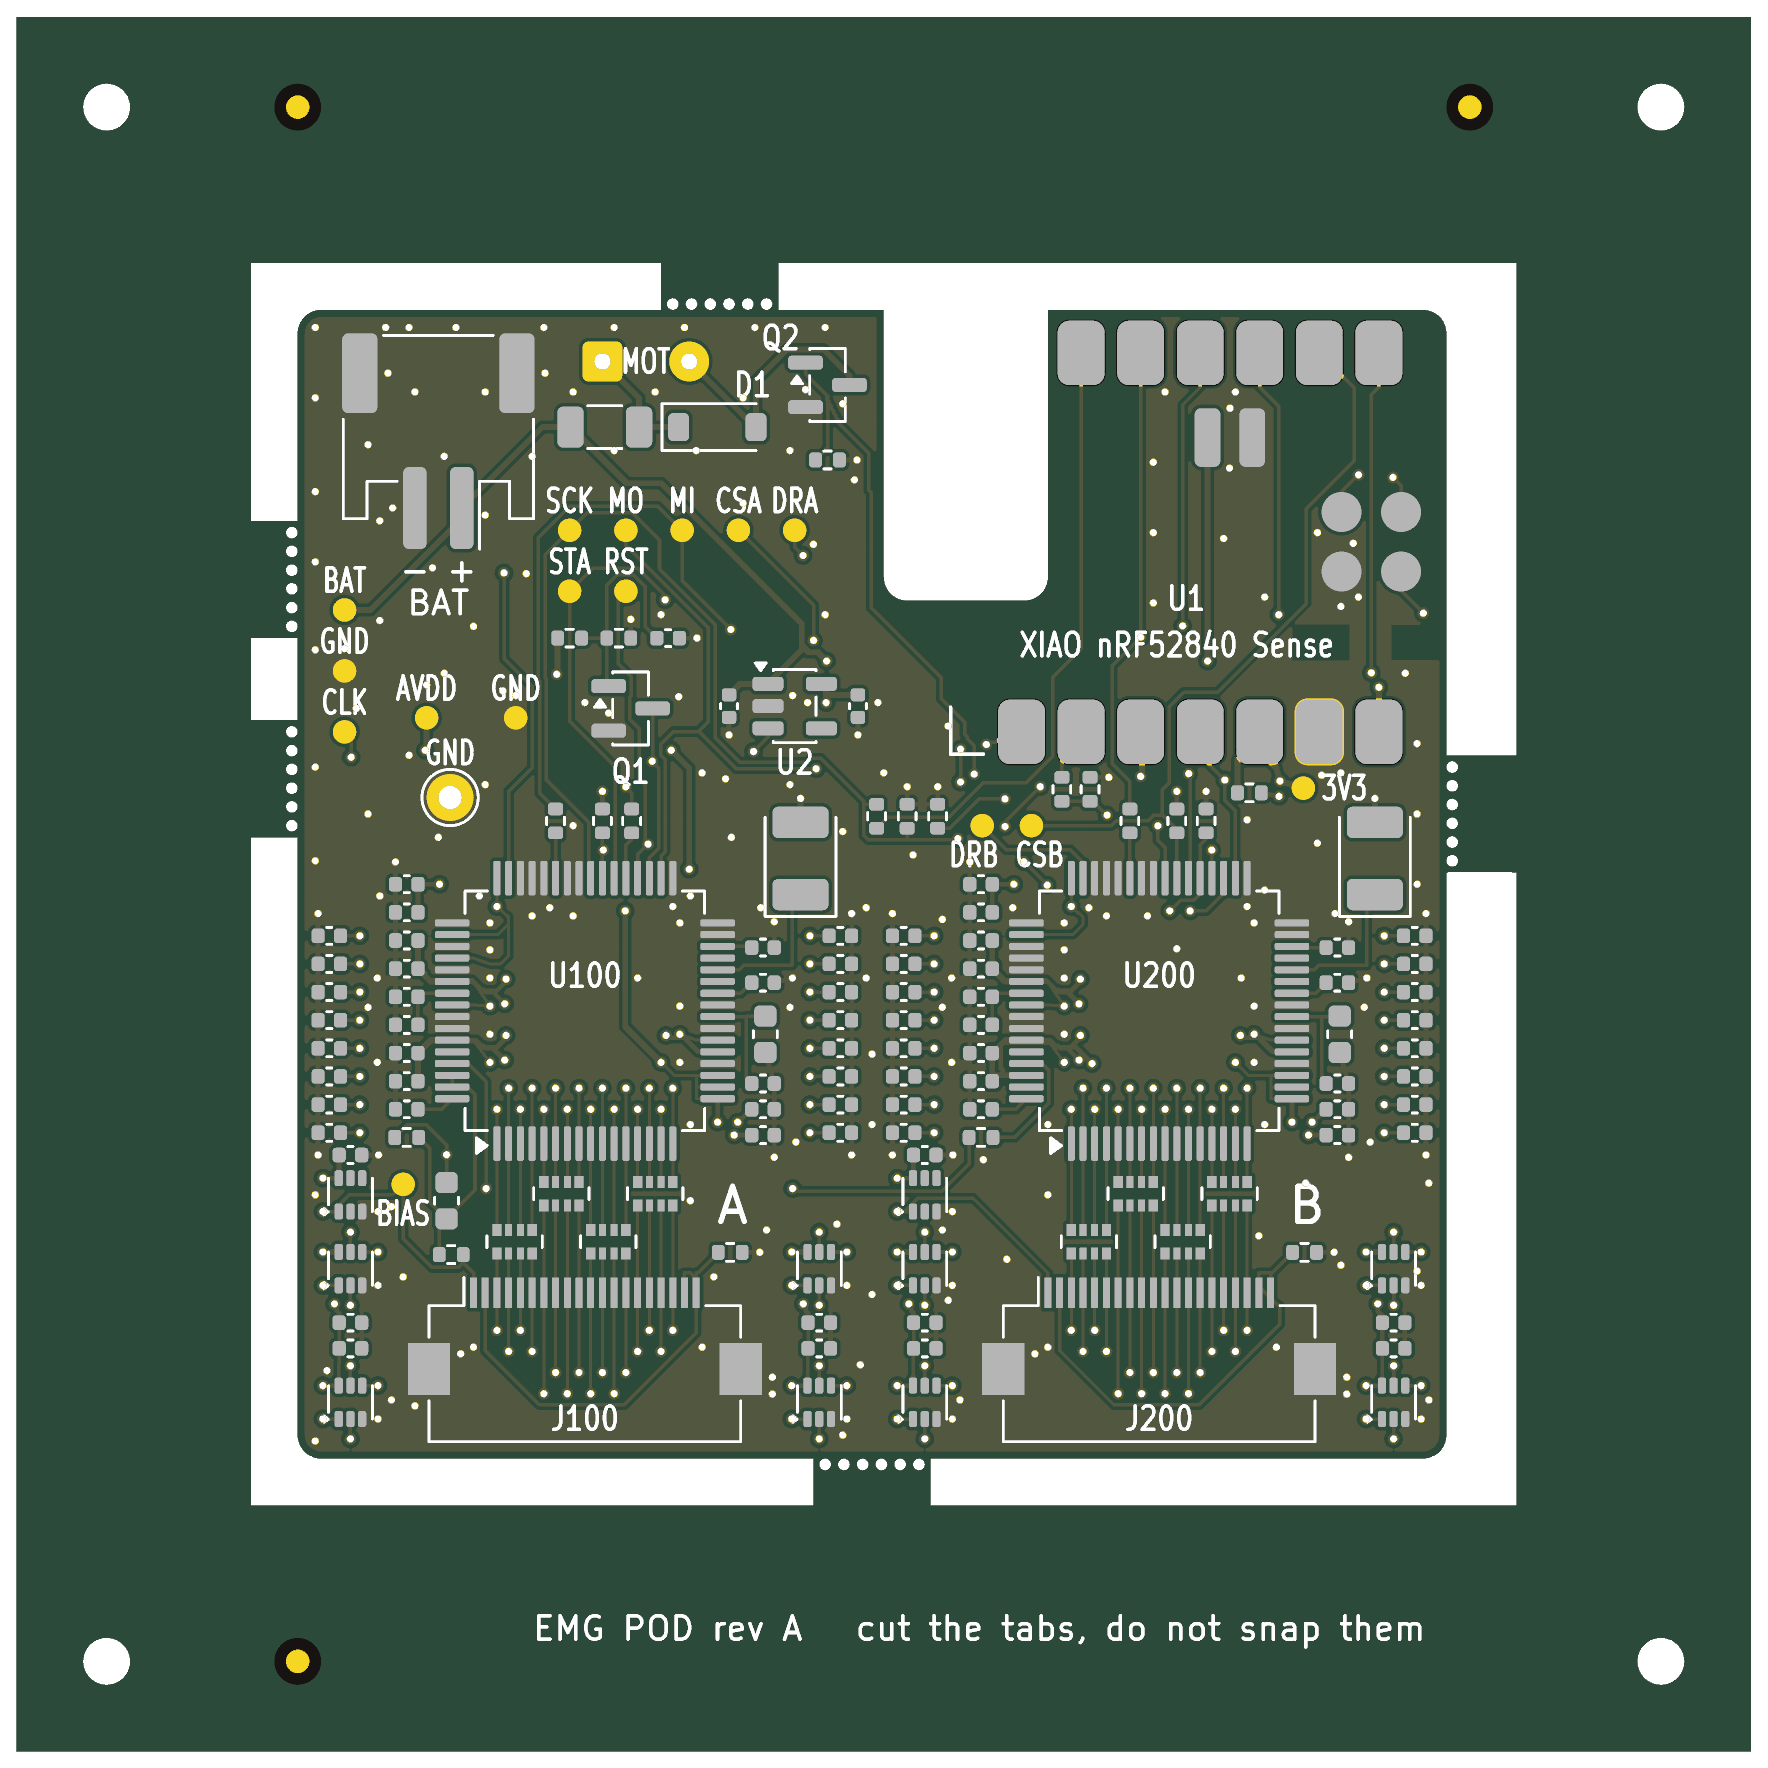 Q2
MOT
D1
SCK MO MI CSA DRA
STA RST
BAT
- +
BAT
U1
GND
XIAO nRF52840 Sense
AVDD GND
CLK
GND
U2
Q1
3V3
DRB CSB
U100
U200
A
B
BIAS
J100
J200
EMG POD rev A cut the tabs, do not snap them